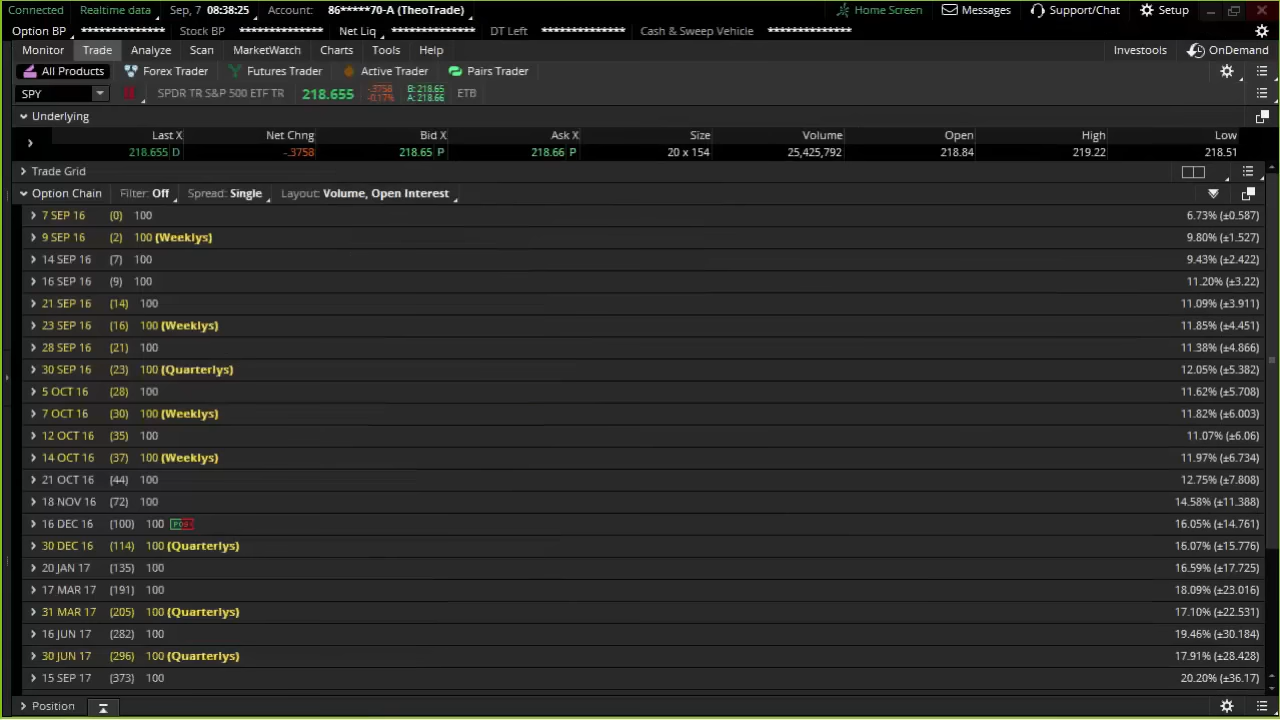 Connected Realtime data Sep, 7 08:38:25 Account: 86*****70-A (TheoTrade) Home Screen Messages Support/Chat Setup
Option BP ************** Stock BP ************** Net Liq ************** DT Left ************** Cash & Sweep Vehicle **************
Monitor Trade Analyze Scan MarketWatch Charts Tools Help Investools OnDemand
All Products Forex Trader Futures Trader Active Trader Pairs Trader
SPY SPDR TR S&P 500 ETF TR 218.655 -.3758 -0.17% B: 218.65 A: 218.66 ETB
Underlying
Last X Net Chng Bid X Ask X Size Volume Open High Low
218.655 D -.3758 218.65 P 218.66 P 20 x 154 25,425,792 218.84 219.22 218.51
Trade Grid
Option Chain Filter: Off Spread: Single Layout: Volume, Open Interest
7 SEP 16 (0) 100 6.73% (±0.587)
9 SEP 16 (2) 100 (Weeklys) 9.80% (±1.527)
14 SEP 16 (7) 100 9.43% (±2.422)
16 SEP 16 (9) 100 11.20% (±3.22)
21 SEP 16 (14) 100 11.09% (±3.911)
23 SEP 16 (16) 100 (Weeklys) 11.85% (±4.451)
28 SEP 16 (21) 100 11.38% (±4.866)
30 SEP 16 (23) 100 (Quarterlys) 12.05% (±5.382)
5 OCT 16 (28) 100 11.62% (±5.708)
7 OCT 16 (30) 100 (Weeklys) 11.82% (±6.003)
12 OCT 16 (35) 100 11.07% (±6.06)
14 OCT 16 (37) 100 (Weeklys) 11.97% (±6.734)
21 OCT 16 (44) 100 12.75% (±7.808)
18 NOV 16 (72) 100 14.58% (±11.388)
16 DEC 16 (100) 100 16.05% (±14.761)
30 DEC 16 (114) 100 (Quarterlys) 16.07% (±15.776)
20 JAN 17 (135) 100 16.59% (±17.725)
17 MAR 17 (191) 100 18.09% (±23.016)
31 MAR 17 (205) 100 (Quarterlys) 17.10% (±22.531)
16 JUN 17 (282) 100 19.46% (±30.184)
30 JUN 17 (296) 100 (Quarterlys) 17.91% (±28.428)
15 SEP 17 (373) 100 20.20% (±36.17)
Position